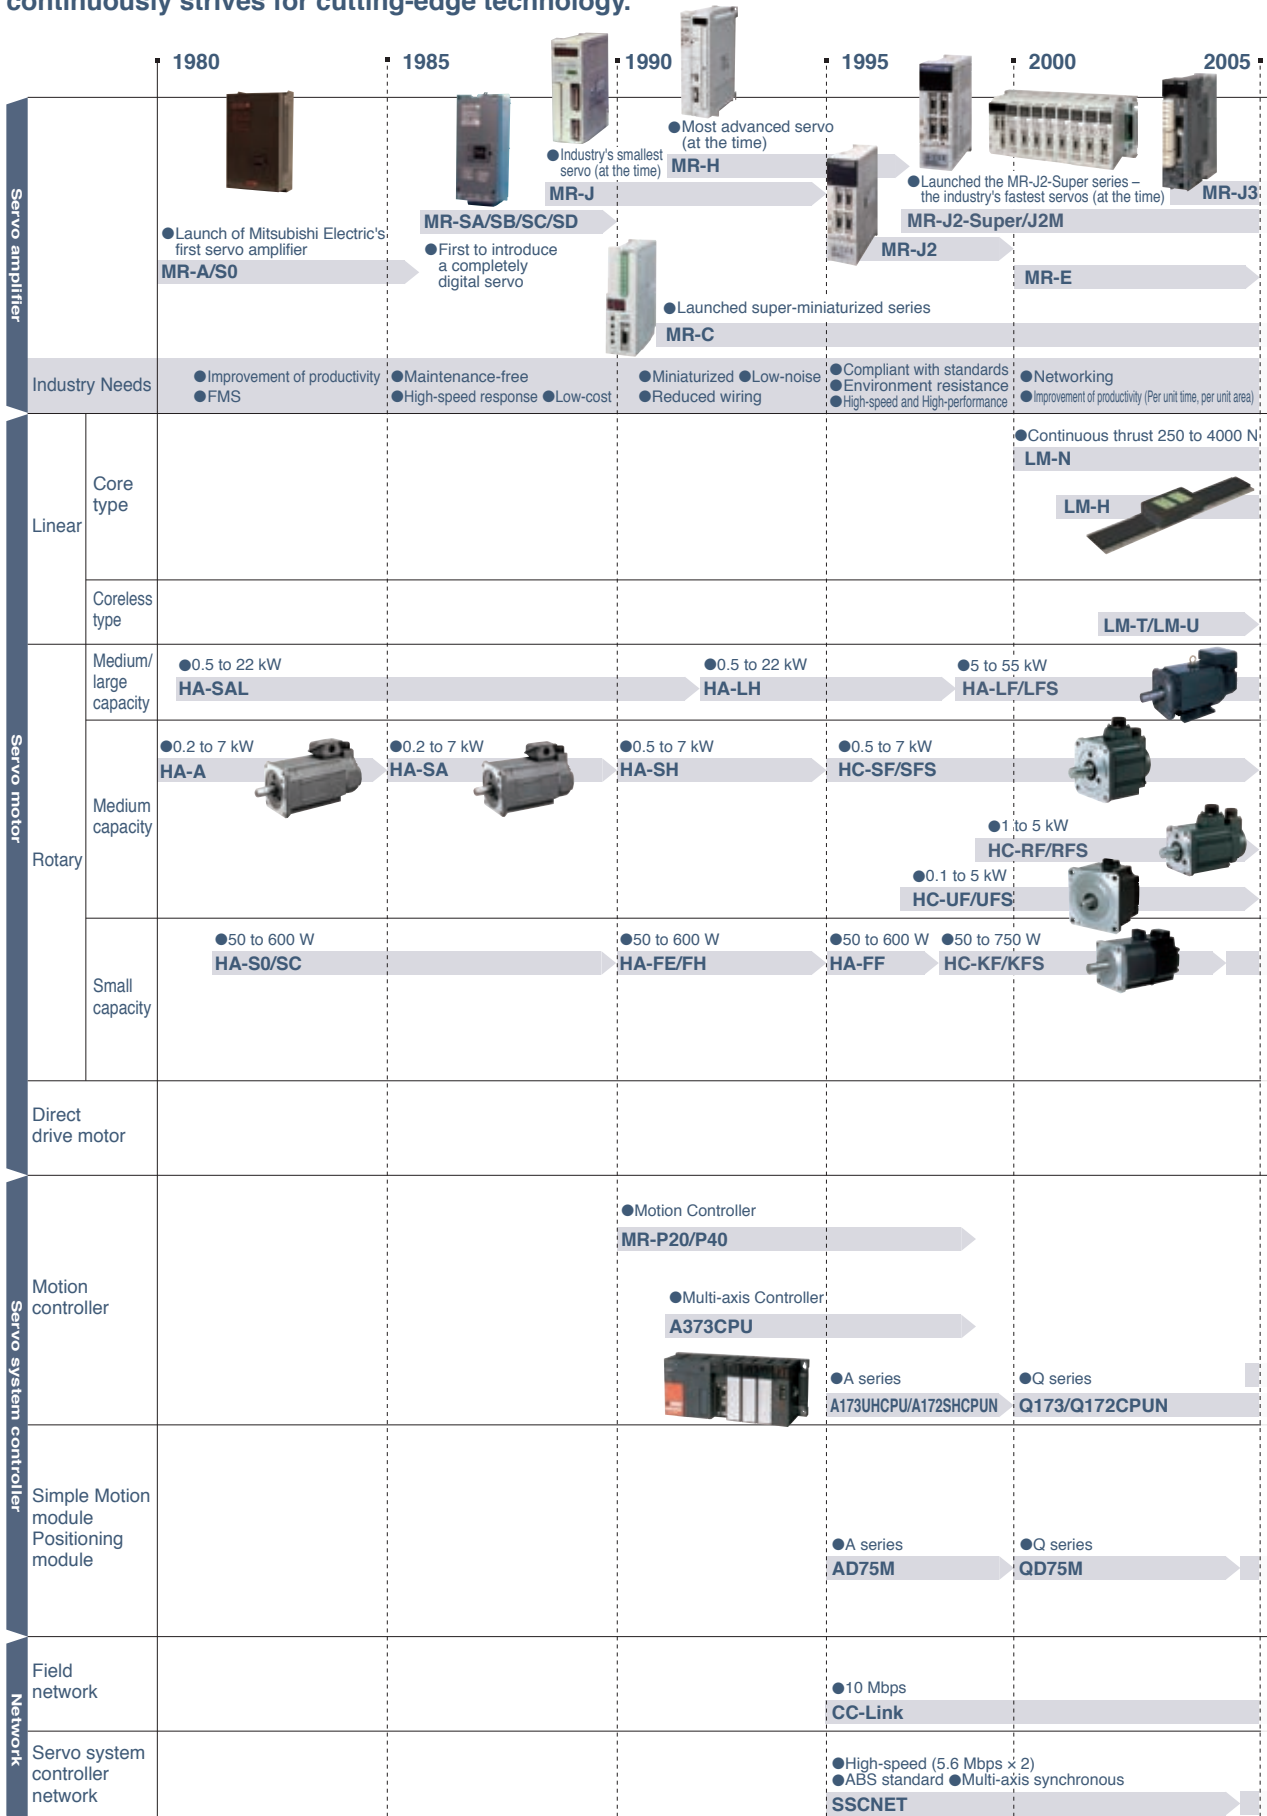 continuously strives for cutting-edge technology.
1980
1985
1990
1995
2000
2005
Servo amplifier
●Launch of Mitsubishi Electric's
first servo amplifier
MR-A/S0
MR-SA/SB/SC/SD
●First to introduce
a completely
digital servo
●Industry's smallest
servo (at the time)
MR-J
●Most advanced servo
(at the time)
MR-H
●Launched the MR-J2-Super series –
the industry's fastest servos (at the time)
MR-J3
MR-J2-Super/J2M
MR-J2
MR-E
●Launched super-miniaturized series
MR-C
Industry Needs
●Improvement of productivity
●FMS
●Maintenance-free
●High-speed response ●Low-cost
●Miniaturized ●Low-noise
●Reduced wiring
●Compliant with standards
●Environment resistance
●High-speed and High-performance
●Networking
●Improvement of productivity (Per unit time, per unit area)
Servo motor
Linear
Core
type
●Continuous thrust 250 to 4000 N
LM-N
LM-H
Coreless
type
LM-T/LM-U
Rotary
Medium/
large
capacity
●0.5 to 22 kW
HA-SAL
●0.5 to 22 kW
HA-LH
●5 to 55 kW
HA-LF/LFS
Medium
capacity
●0.2 to 7 kW
HA-A
●0.2 to 7 kW
HA-SA
●0.5 to 7 kW
HA-SH
●0.5 to 7 kW
HC-SF/SFS
●1 to 5 kW
HC-RF/RFS
●0.1 to 5 kW
HC-UF/UFS
Small
capacity
●50 to 600 W
HA-S0/SC
●50 to 600 W
HA-FE/FH
●50 to 600 W
HA-FF
●50 to 750 W
HC-KF/KFS
Direct
drive motor
Servo system controller
Motion
controller
●Motion Controller
MR-P20/P40
●Multi-axis Controller
A373CPU
●A series
A173UHCPU/A172SHCPUN
●Q series
Q173/Q172CPUN
Simple Motion
module
Positioning
module
●A series
AD75M
●Q series
QD75M
Network
Field
network
●10 Mbps
CC-Link
Servo system
controller
network
●High-speed (5.6 Mbps × 2)
●ABS standard ●Multi-axis synchronous
SSCNET